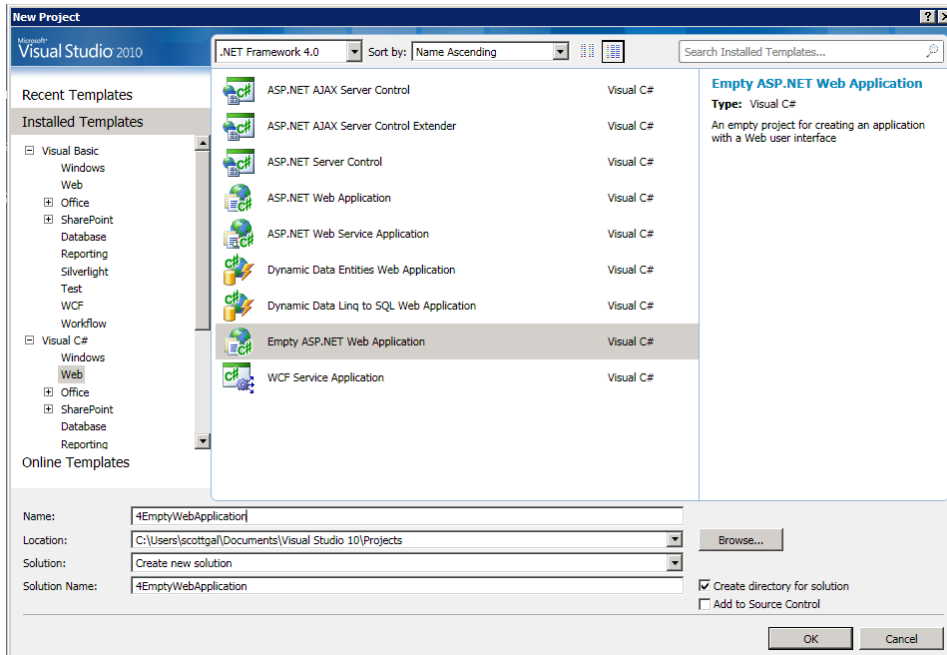 New Project
Microsoft
Visual Studio 2010
.NET Framework 4.0
Sort by:
Name Ascending
Search Installed Templates...
Recent Templates
Installed Templates
Visual Basic
Windows
Web
Office
SharePoint
Database
Reporting
Silverlight
Test
WCF
Workflow
Visual C#
Windows
Web
Office
SharePoint
Database
Reporting
Online Templates
ASP.NET AJAX Server Control Visual C#
ASP.NET AJAX Server Control Extender Visual C#
ASP.NET Server Control Visual C#
ASP.NET Web Application Visual C#
ASP.NET Web Service Application Visual C#
Dynamic Data Entities Web Application Visual C#
Dynamic Data Linq to SQL Web Application Visual C#
Empty ASP.NET Web Application Visual C#
WCF Service Application Visual C#
Empty ASP.NET Web Application
Type: Visual C#
An empty project for creating an application
with a Web user interface
Name: 4EmptyWebApplication
Location: C:\Users\scottgal\Documents\Visual Studio 10\Projects
Browse...
Solution: Create new solution
Solution Name: 4EmptyWebApplication
Create directory for solution
Add to Source Control
OK
Cancel